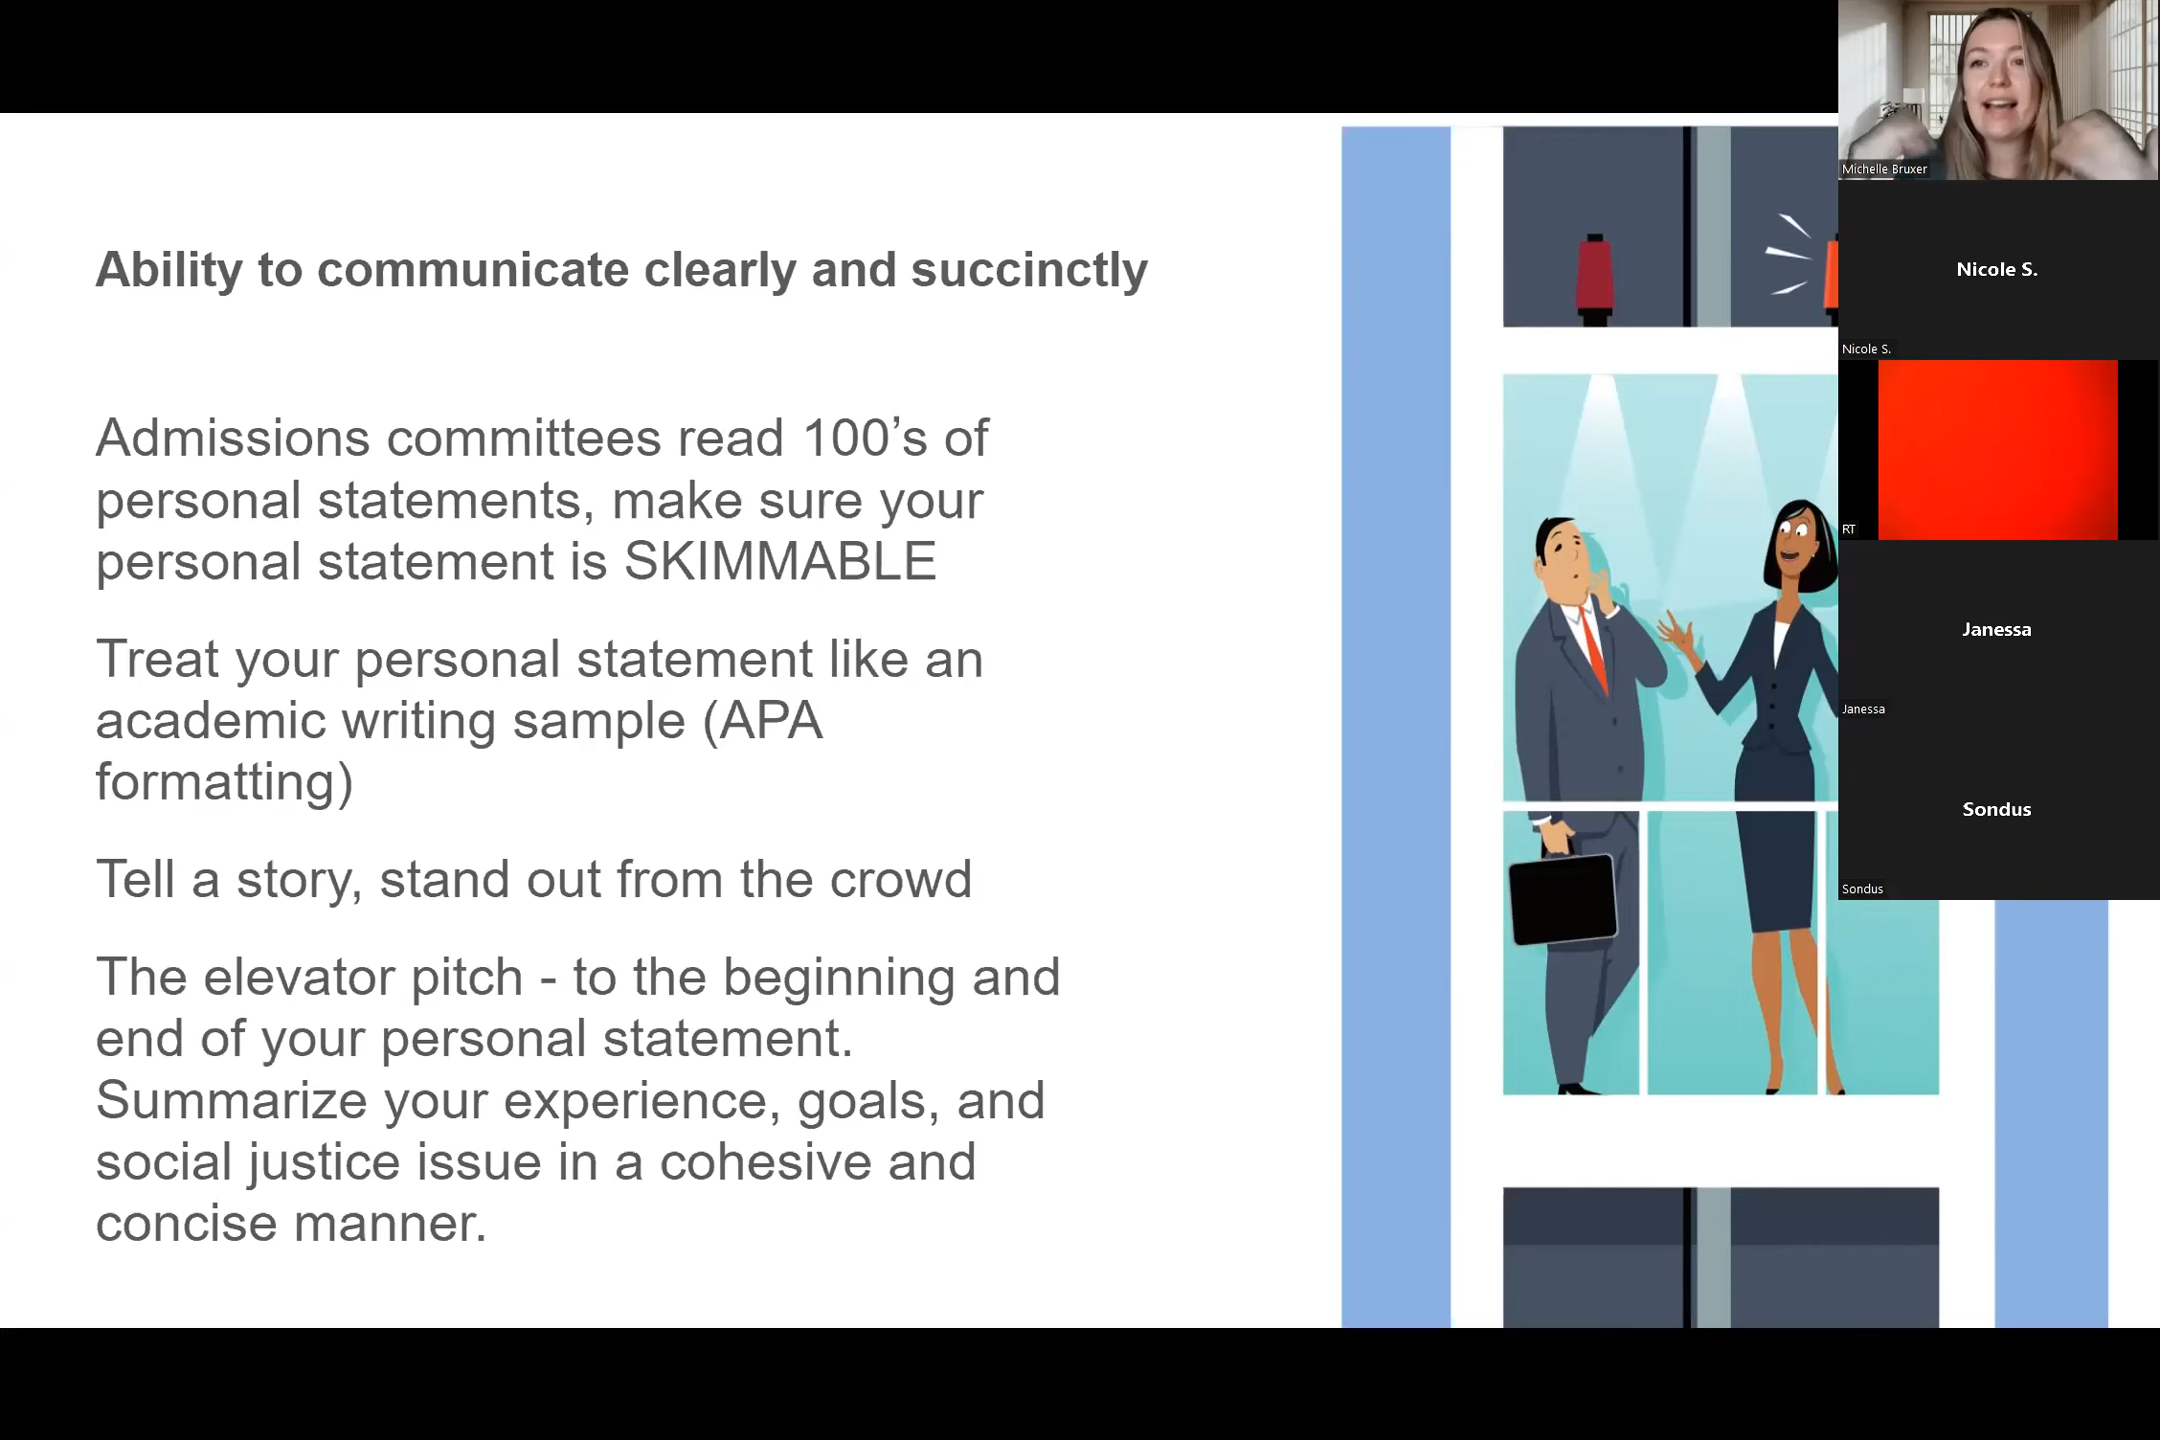 Ability to communicate clearly and succinctly
Admissions committees read 100’s of
personal statements, make sure your
personal statement is SKIMMABLE
Treat your personal statement like an
academic writing sample (APA
formatting)
Tell a story, stand out from the crowd
The elevator pitch - to the beginning and
end of your personal statement.
Summarize your experience, goals, and
social justice issue in a cohesive and
concise manner.
Michelle Bruxer
Nicole S.
Nicole S.
RT
Janessa
Janessa
Sondus
Sondus